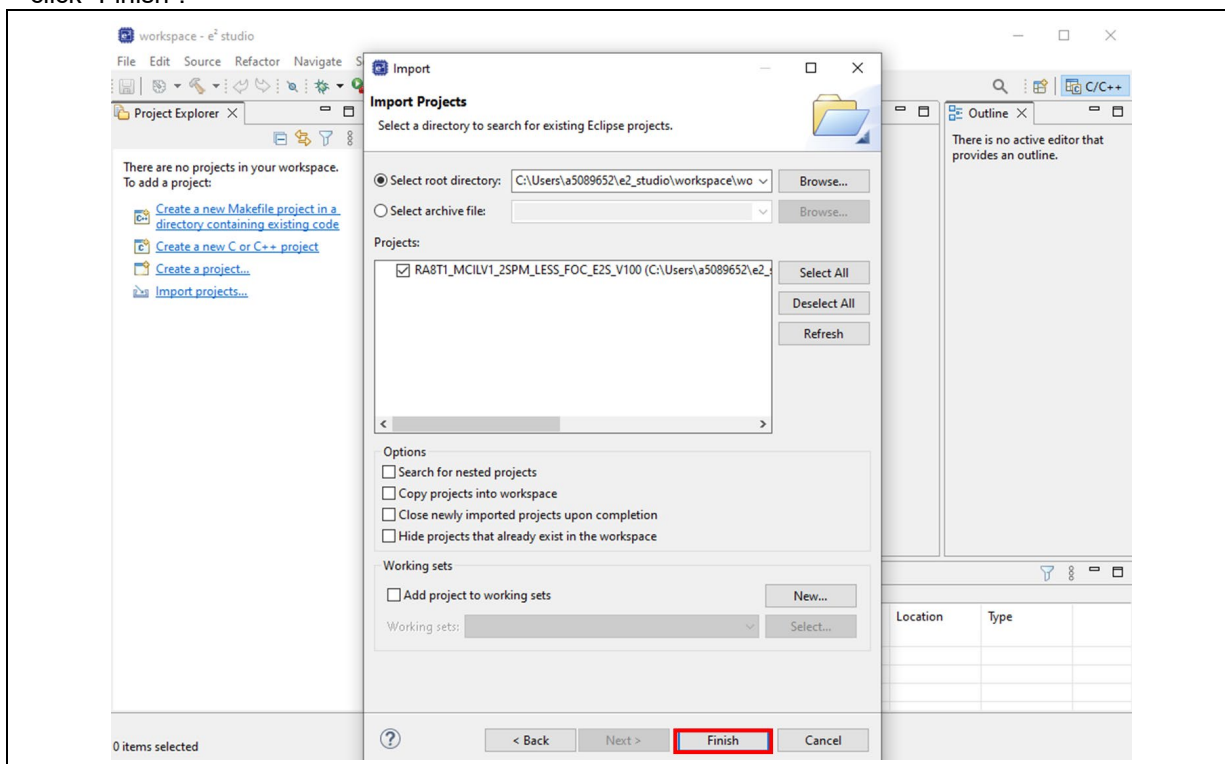 click "Finish".
workspace - e² studio
File Edit Source Refactor Navigate S
C/C++
Project Explorer
There are no projects in your workspace.
To add a project:
Create a new Makefile project in a
directory containing existing code
Create a new C or C++ project
Create a project...
Import projects...
Import
Import Projects
Select a directory to search for existing Eclipse projects.
Select root directory: C:\Users\a5089652\e2_studio\workspace\wo Browse...
Select archive file: Browse...
Projects:
RA8T1_MCILV1_2SPM_LESS_FOC_E2S_V100 (C:\Users\a5089652\e2_s
Select All
Deselect All
Refresh
Options
Search for nested projects
Copy projects into workspace
Close newly imported projects upon completion
Hide projects that already exist in the workspace
Working sets
Add project to working sets New...
Working sets: Select...
< Back Next > Finish Cancel
Outline
There is no active editor that
provides an outline.
Location Type
0 items selected